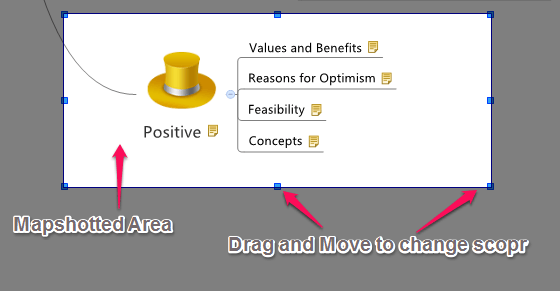 Values and Benefits
Reasons for Optimism
Feasibility
Positive
Concepts
Mapshotted Area
Drag and Move to change scopr